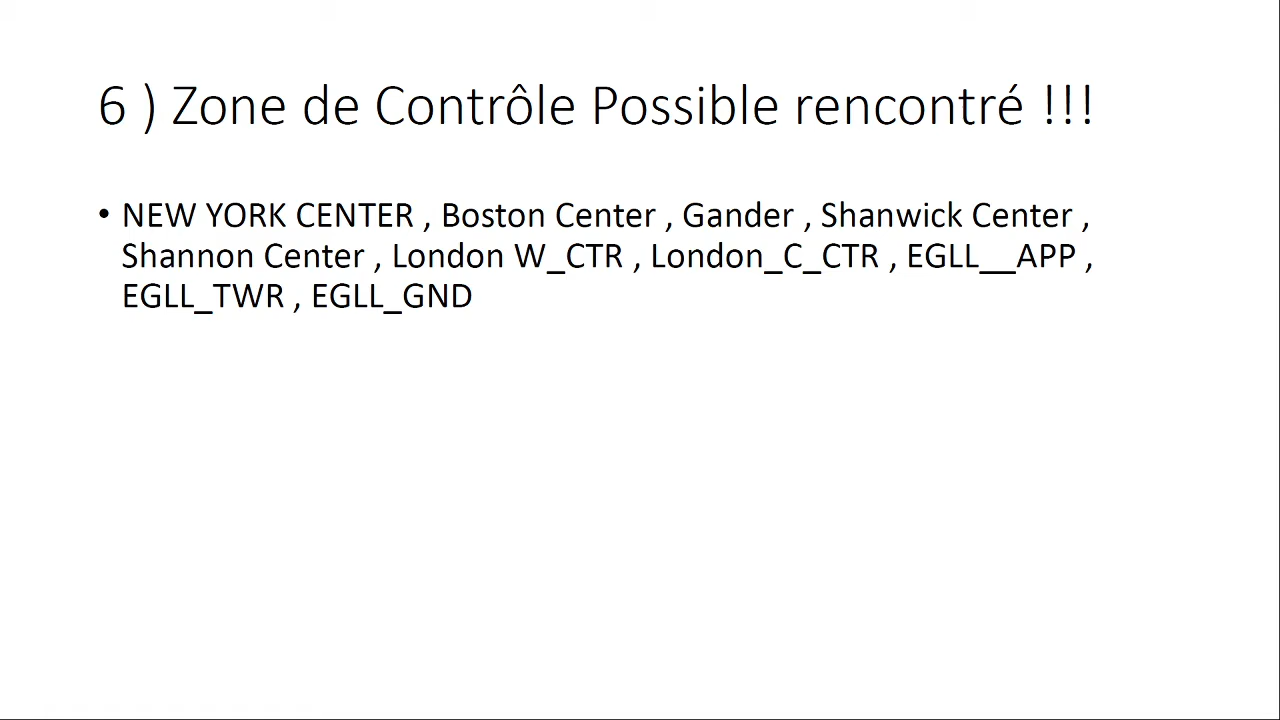 6 ) Zone de Contrôle Possible rencontré !!!
• NEW YORK CENTER , Boston Center , Gander , Shanwick Center ,
Shannon Center , London W_CTR , London_C_CTR , EGLL__APP ,
EGLL_TWR , EGLL_GND